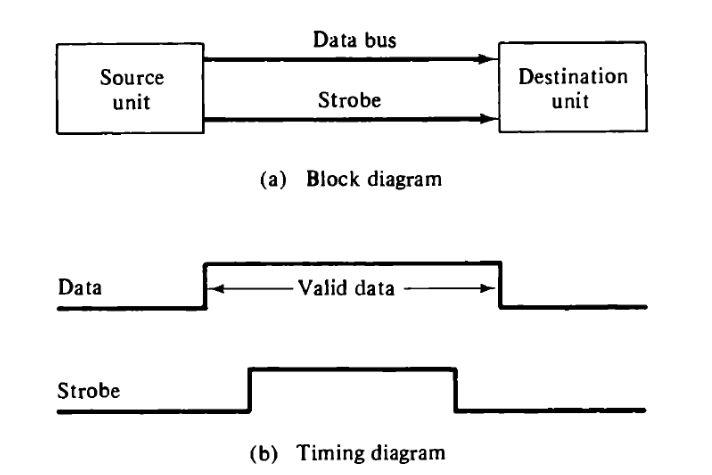 Data bus
Source
unit
Strobe
Destination
unit
(a) Block diagram
Data
Valid data
Strobe
(b) Timing diagram